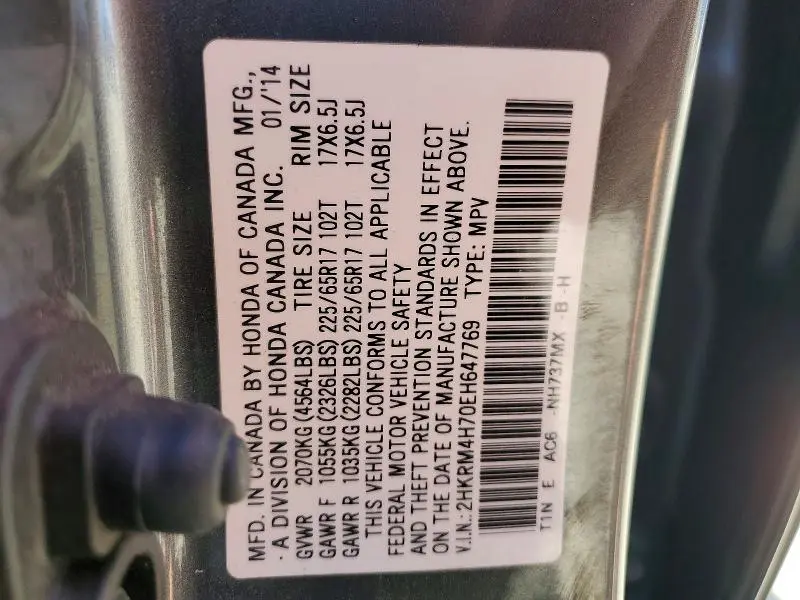 MFD. IN CANADA BY HONDA OF CANADA MFG.,
A DIVISION OF HONDA CANADA INC. 01/'14
GVWR 2070KG(4564LBS) TIRE SIZE RIM SIZE
GAWR F 1055KG(2326LBS) 225/65R17 102T 17X6.5J
GAWR R 1035KG(2282LBS) 225/65R17 102T 17X6.5J
THIS VEHICLE CONFORMS TO ALL APPLICABLE
FEDERAL MOTOR VEHICLE SAFETY
AND THEFT PREVENTION STANDARDS IN EFFECT
ON THE DATE OF MANUFACTURE SHOWN ABOVE.
V.I.N.: 2HKRM4H70EH647769 TYPE: MPV
T1N E AC6 -NH737MX -B -H